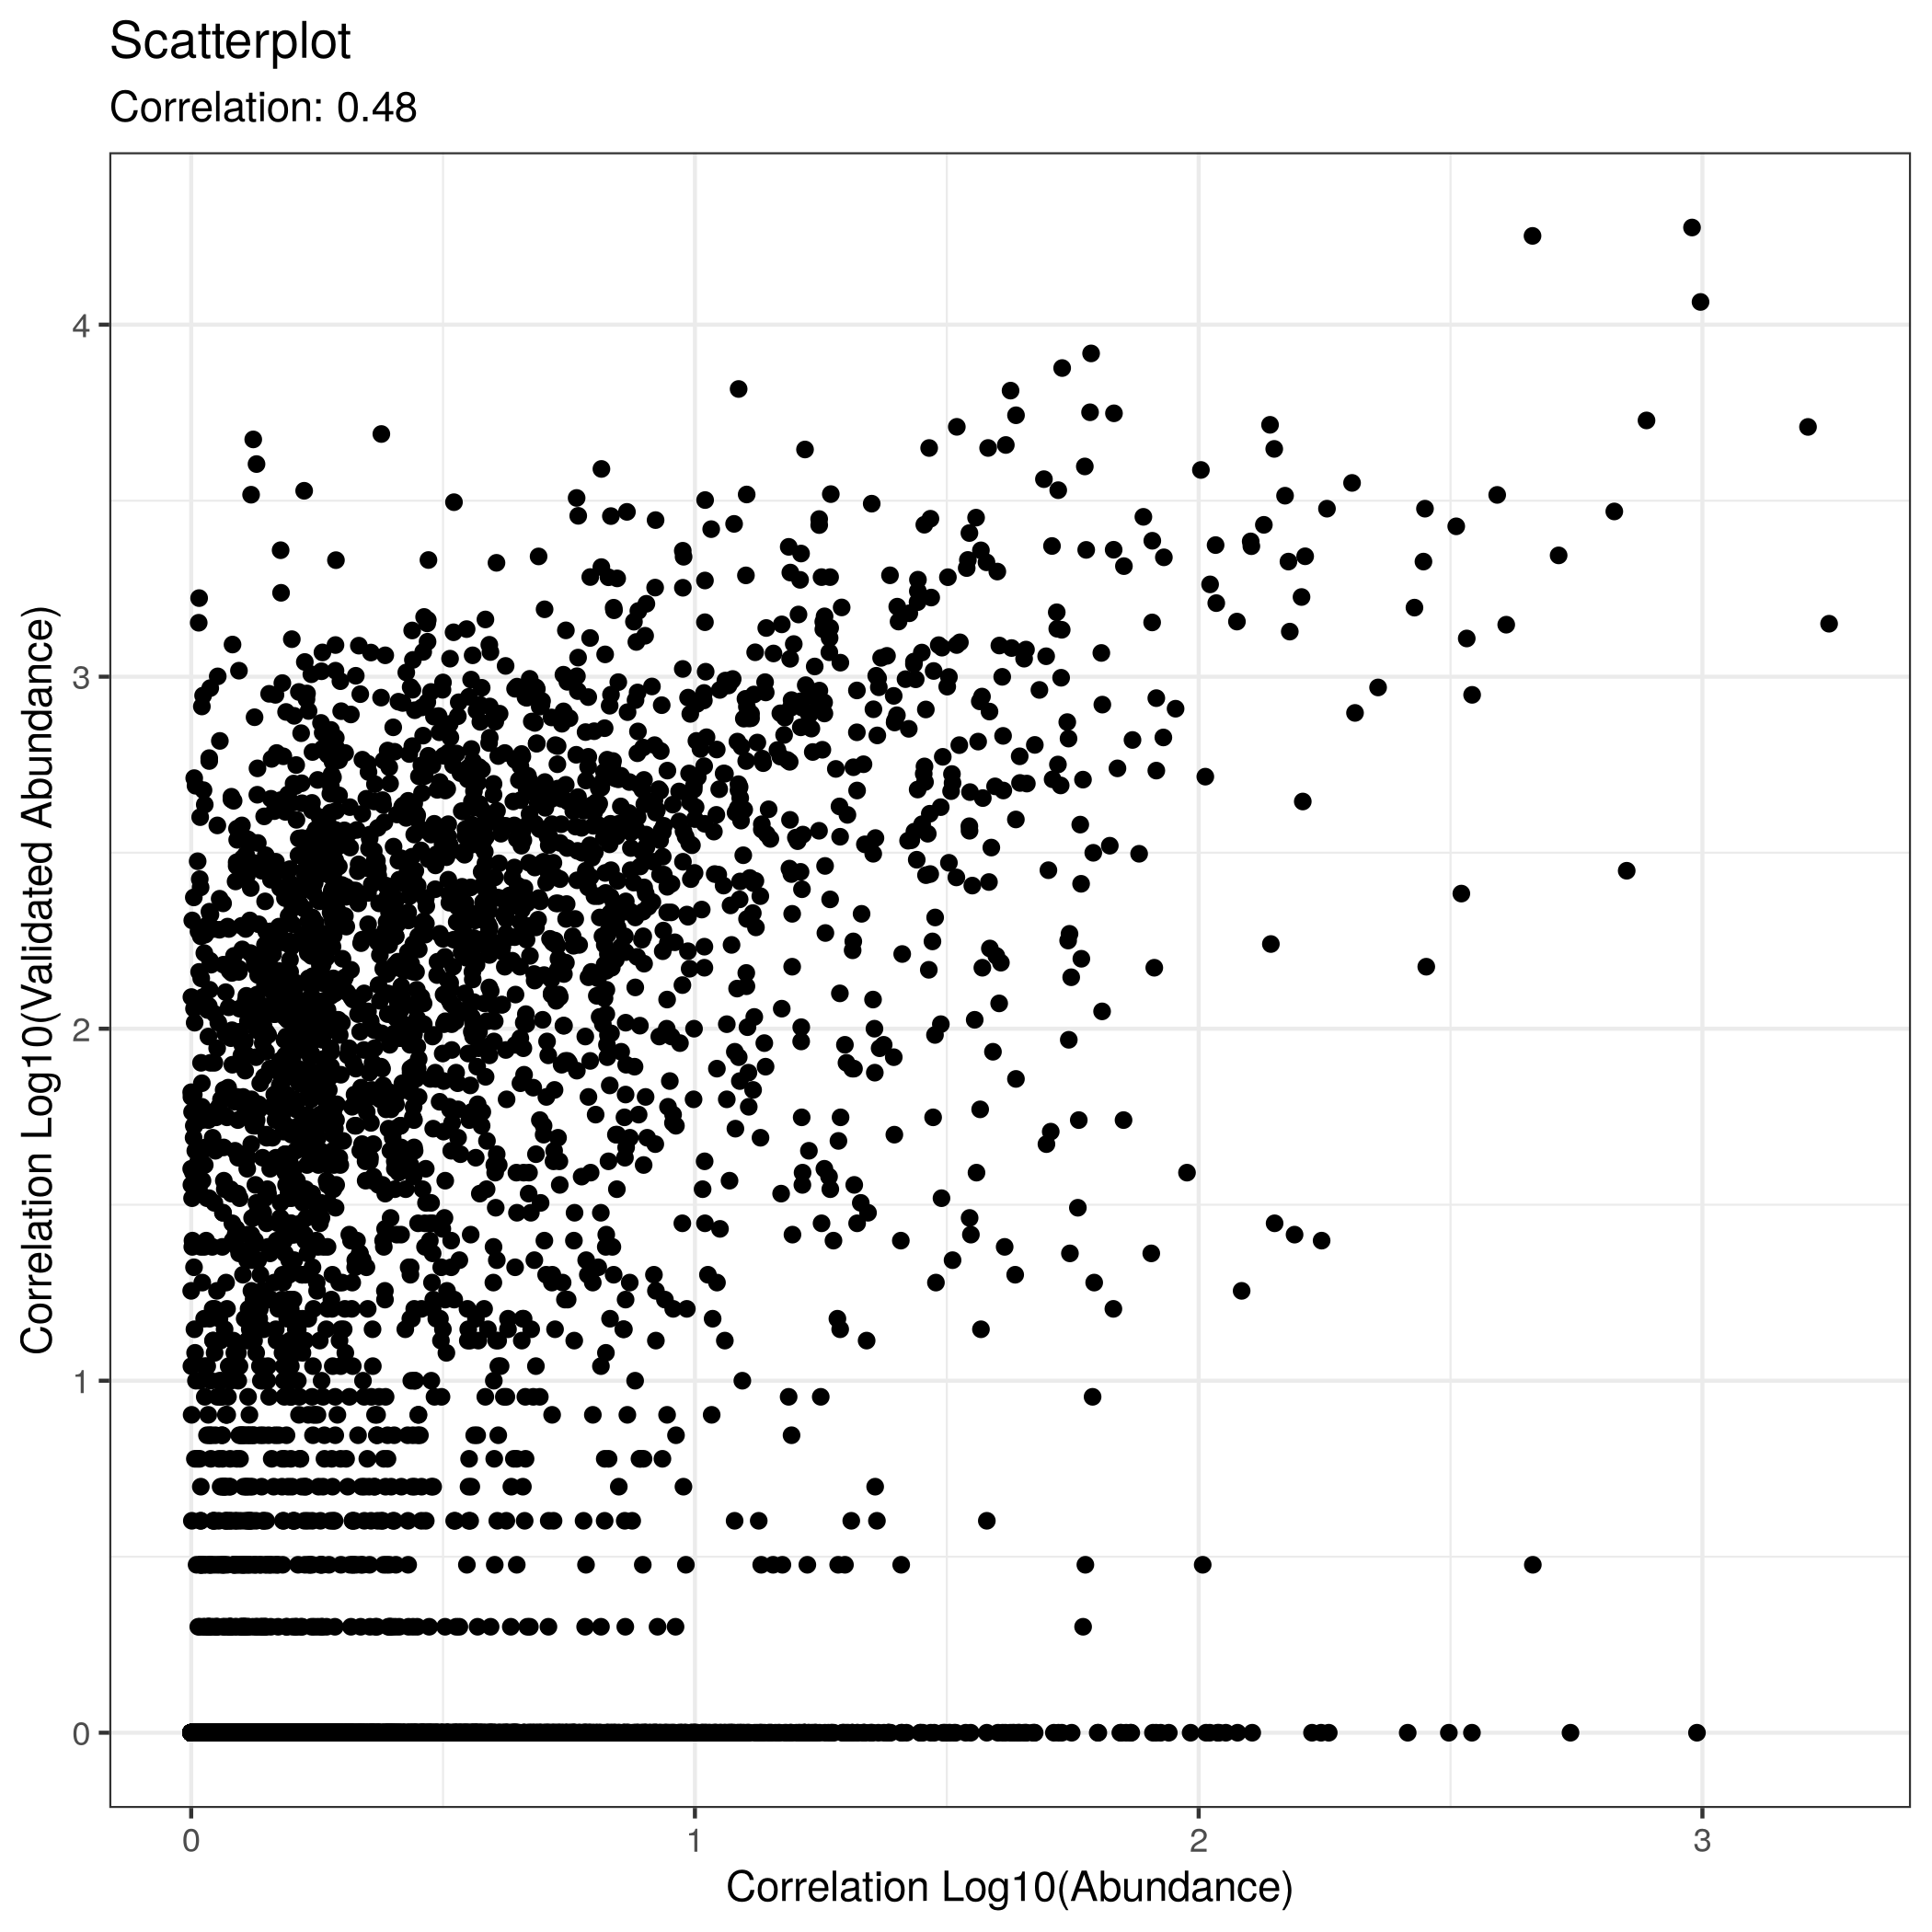 Scatterplot
Correlation: 0.48
Correlation Log10(Validated Abundance)
4
3
2
1
0
0 1 2 3
Correlation Log10(Abundance)